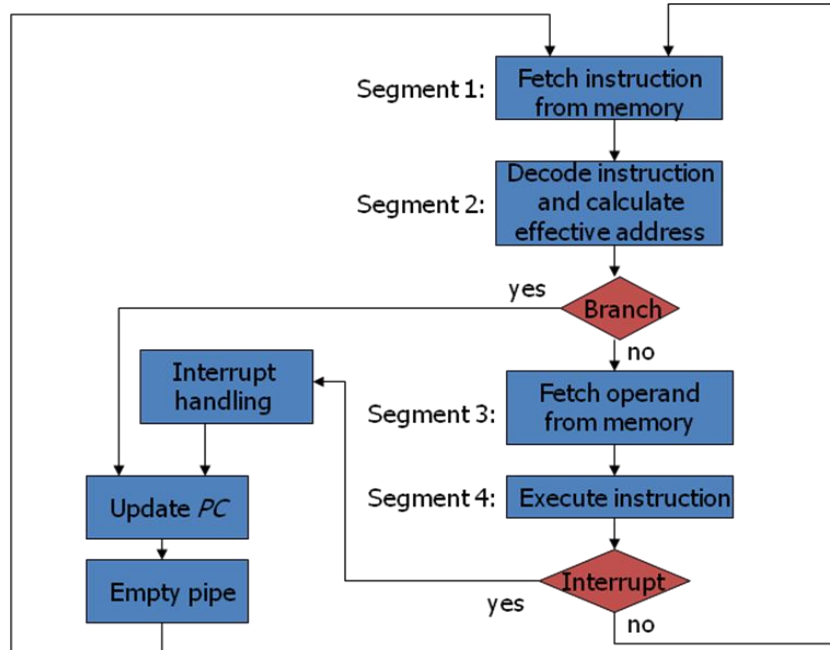 Segment 1:
Fetch instruction
from memory
Segment 2:
Decode instruction
and calculate
effective address
yes
Branch
no
Interrupt
handling
Segment 3:
Fetch operand
from memory
Segment 4:
Execute instruction
Update PC
Empty pipe
Interrupt
yes
no